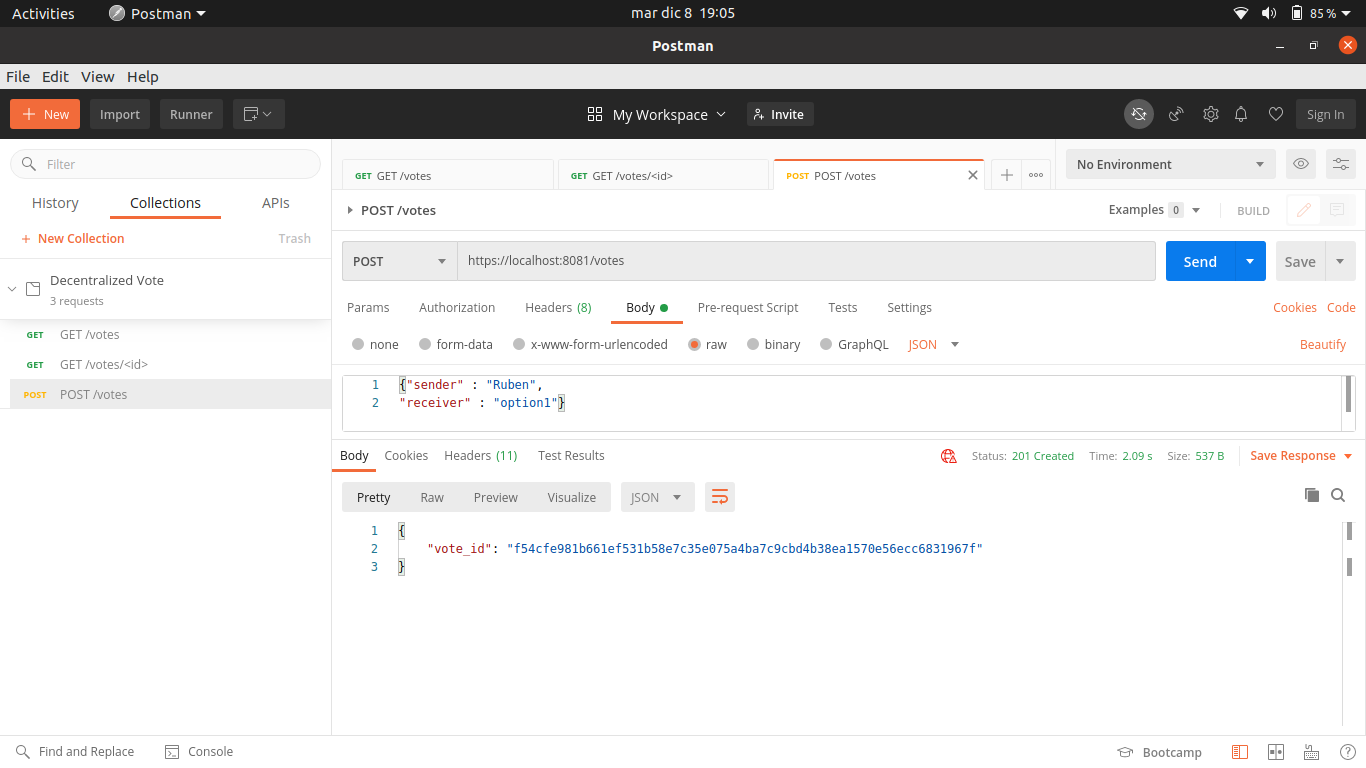 Activities Postman mar dic 8 19:05 85 %
Postman
File Edit View Help
New Import Runner My Workspace Invite Sign In
Filter
History Collections APIs
+ New Collection Trash
Decentralized Vote
3 requests
GET GET /votes
GET GET /votes/<id>
POST POST /votes
GET GET /votes GET GET /votes/<id> POST POST /votes No Environment
POST /votes Examples 0 BUILD
POST https://localhost:8081/votes Send Save
Params Authorization Headers (8) Body Pre-request Script Tests Settings Cookies Code
none form-data x-www-form-urlencoded raw binary GraphQL JSON Beautify
1 {"sender" : "Ruben",
2 "receiver" : "option1"}
Body Cookies Headers (11) Test Results Status: 201 Created Time: 2.09 s Size: 537 B Save Response
Pretty Raw Preview Visualize JSON
1 {
2 "vote_id": "f54cfe981b661ef531b58e7c35e075a4ba7c9cbd4b38ea1570e56ecc6831967f"
3 }
Find and Replace Console Bootcamp